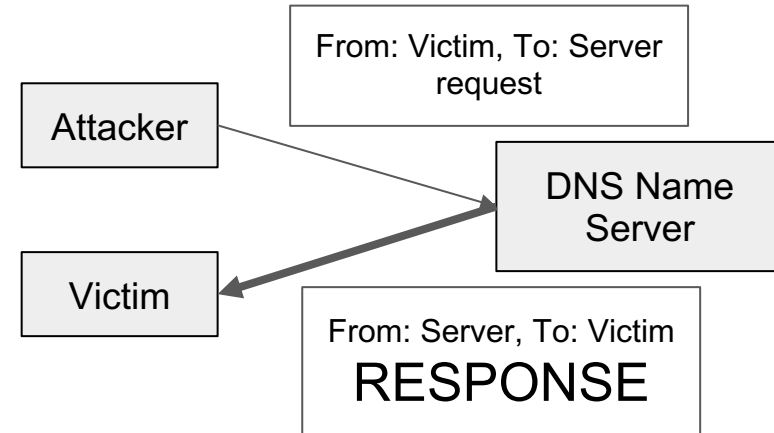 From: Victim, To: Server
request
Attacker
DNS Name
Server
Victim
From: Server, To: Victim
RESPONSE